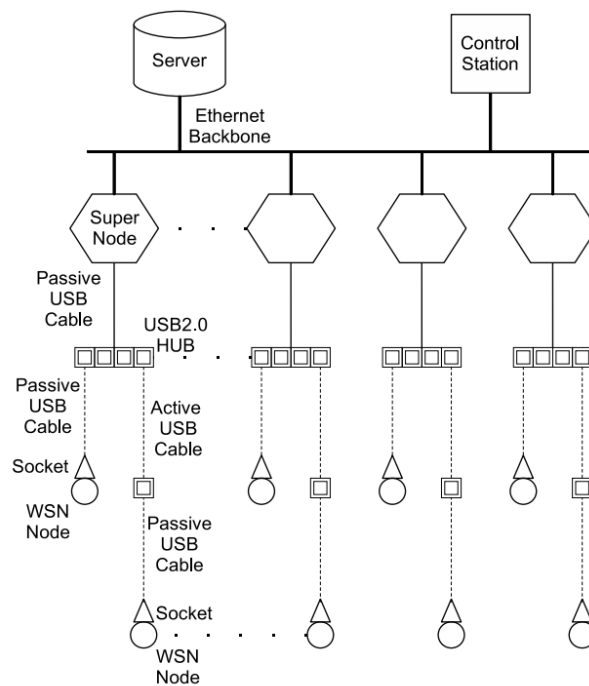 Server
Control
Station
Ethernet
Backbone
Super
Node
Passive
USB
Cable
USB2.0
HUB
Passive
USB
Cable
Active
USB
Cable
Socket
WSN
Node
Passive
USB
Cable
Socket
WSN
Node